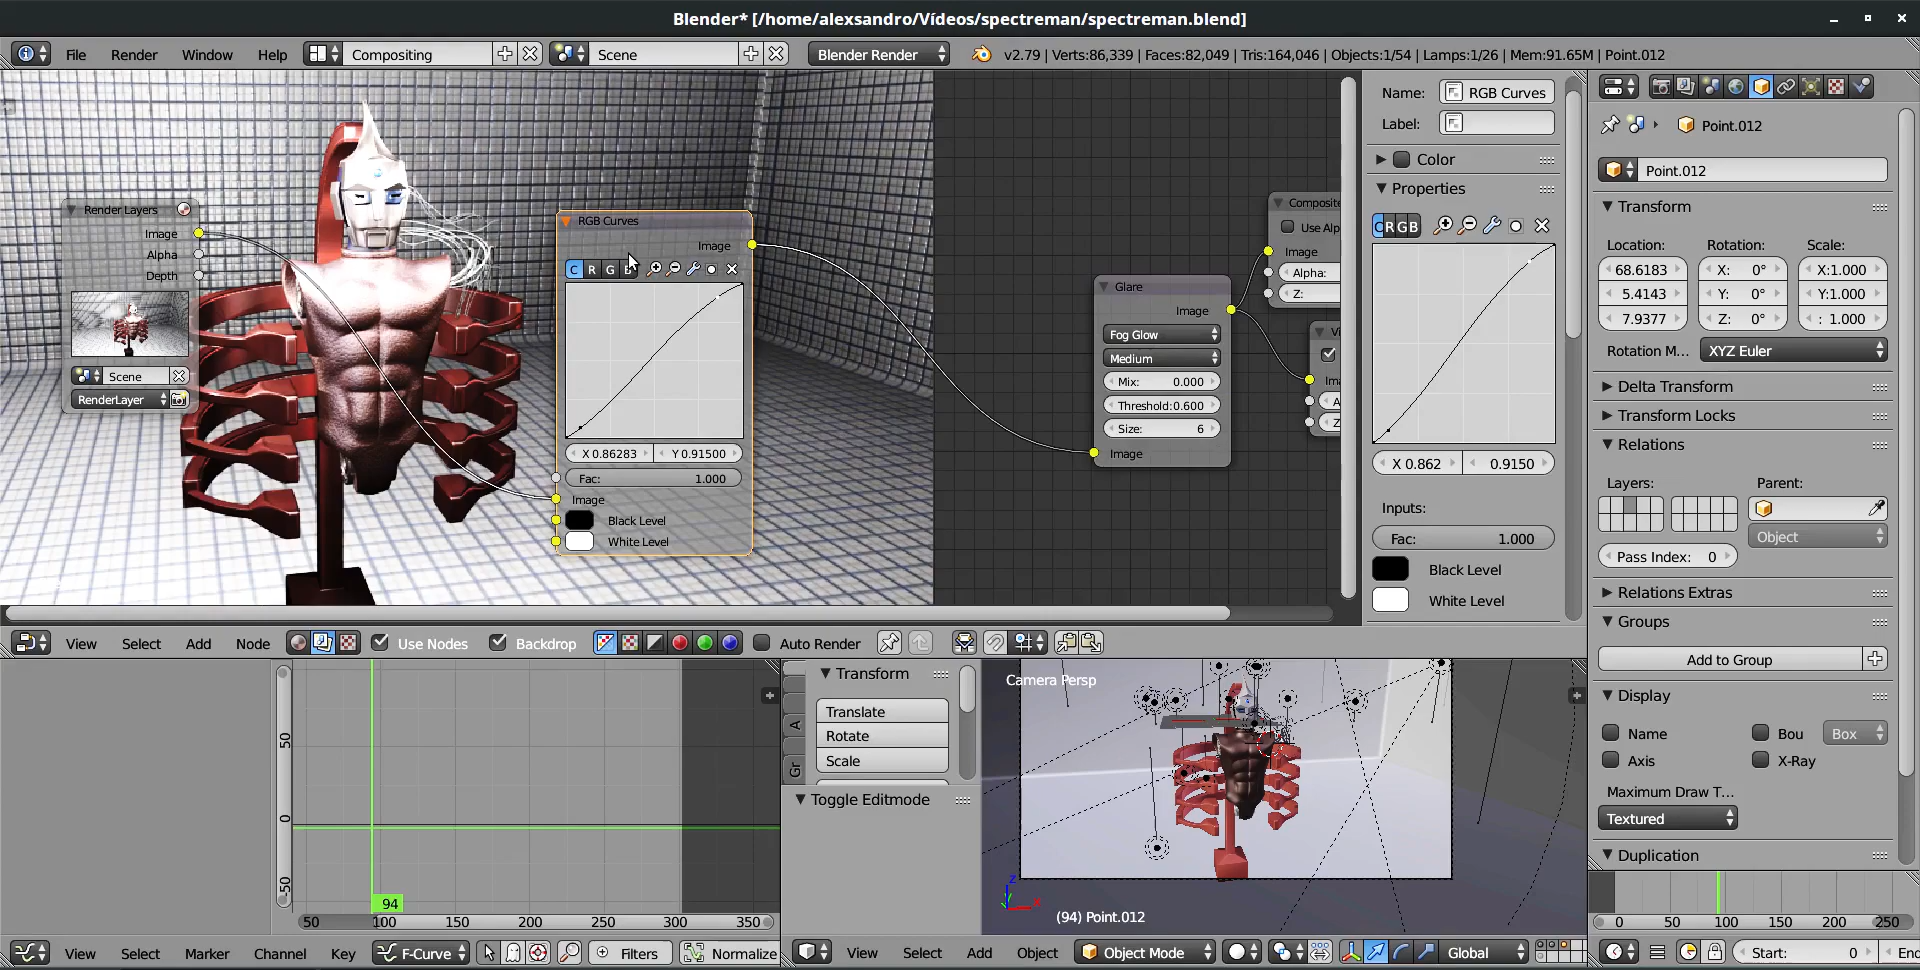 Blender* [/home/alexsandro/Vídeos/spectreman/spectreman.blend]
File Render Window Help Compositing Scene Blender Render v2.79 | Verts:86,339 | Faces:82,049 | Tris:164,046 | Objects:1/54 | Lamps:1/26 | Mem:91.65M | Point.012
Render Layers
Image
Alpha
Depth
Scene
RenderLayer
RGB Curves
Image
C R G B
X 0.86283 Y 0.91500
Fac: 1.000
Image
Black Level
White Level
Glare
Image
Fog Glow
Medium
Mix: 0.000
Threshold:0.600
Size: 6
Image
Composite
Use Alp
Image
Alpha:
Z:
Vi
Ima
A
Z
Name: RGB Curves
Label:
Color
Properties
C R G B
X 0.862 0.9150
Inputs:
Fac: 1.000
Black Level
White Level
Point.012
Point.012
Transform
Location: Rotation: Scale:
68.6183 X: 0° X:1.000
5.4143 Y: 0° Y:1.000
7.9377 Z: 0° : 1.000
Rotation M... XYZ Euler
Delta Transform
Transform Locks
Relations
Layers: Parent:
Object
Pass Index: 0
Relations Extras
Groups
Add to Group
Display
Name Bou Box
Axis X-Ray
Maximum Draw T...
Textured
Duplication
View Select Add Node Use Nodes Backdrop Auto Render
50
0
-50
94
50 100 150 200 250 300 350
View Select Marker Channel Key F-Curve Filters Normalize
A
Gr
Transform
Translate
Rotate
Scale
Toggle Editmode
Camera Persp
(94) Point.012
View Select Add Object Object Mode Global
0 50 100 150 200 250
Start: 0 End